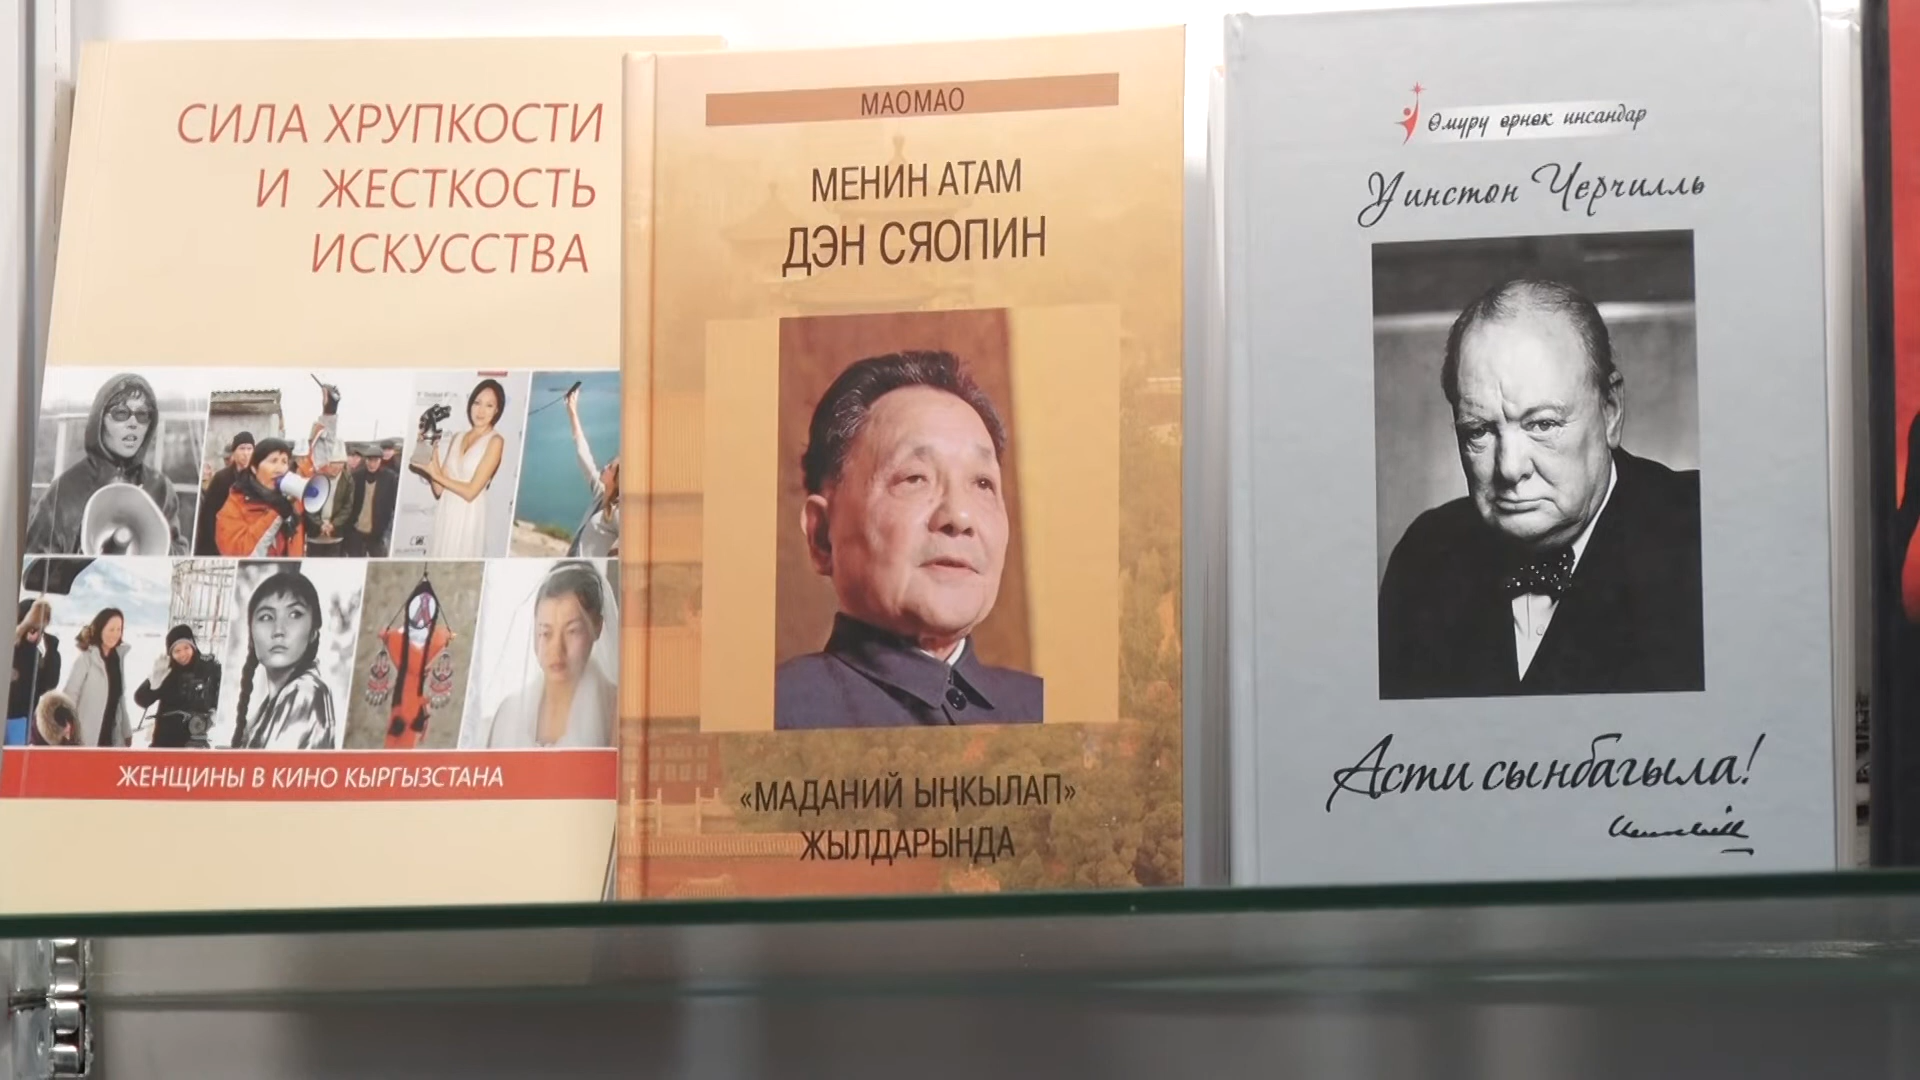 СИЛА ХРУПКОСТИ
И ЖЕСТКОСТЬ
ИСКУССТВА
ЖЕНЩИНЫ В КИНО КЫРГЫЗСТАНА
МАОМАО
МЕНИН АТАМ
ДЭН СЯОПИН
«МАДАНИЙ ЫҢКЫЛАП»
ЖЫЛДАРЫНДА
Өмүрү өрнөк инсандар
Уинстон Черчилль
Асти сынбагыла!